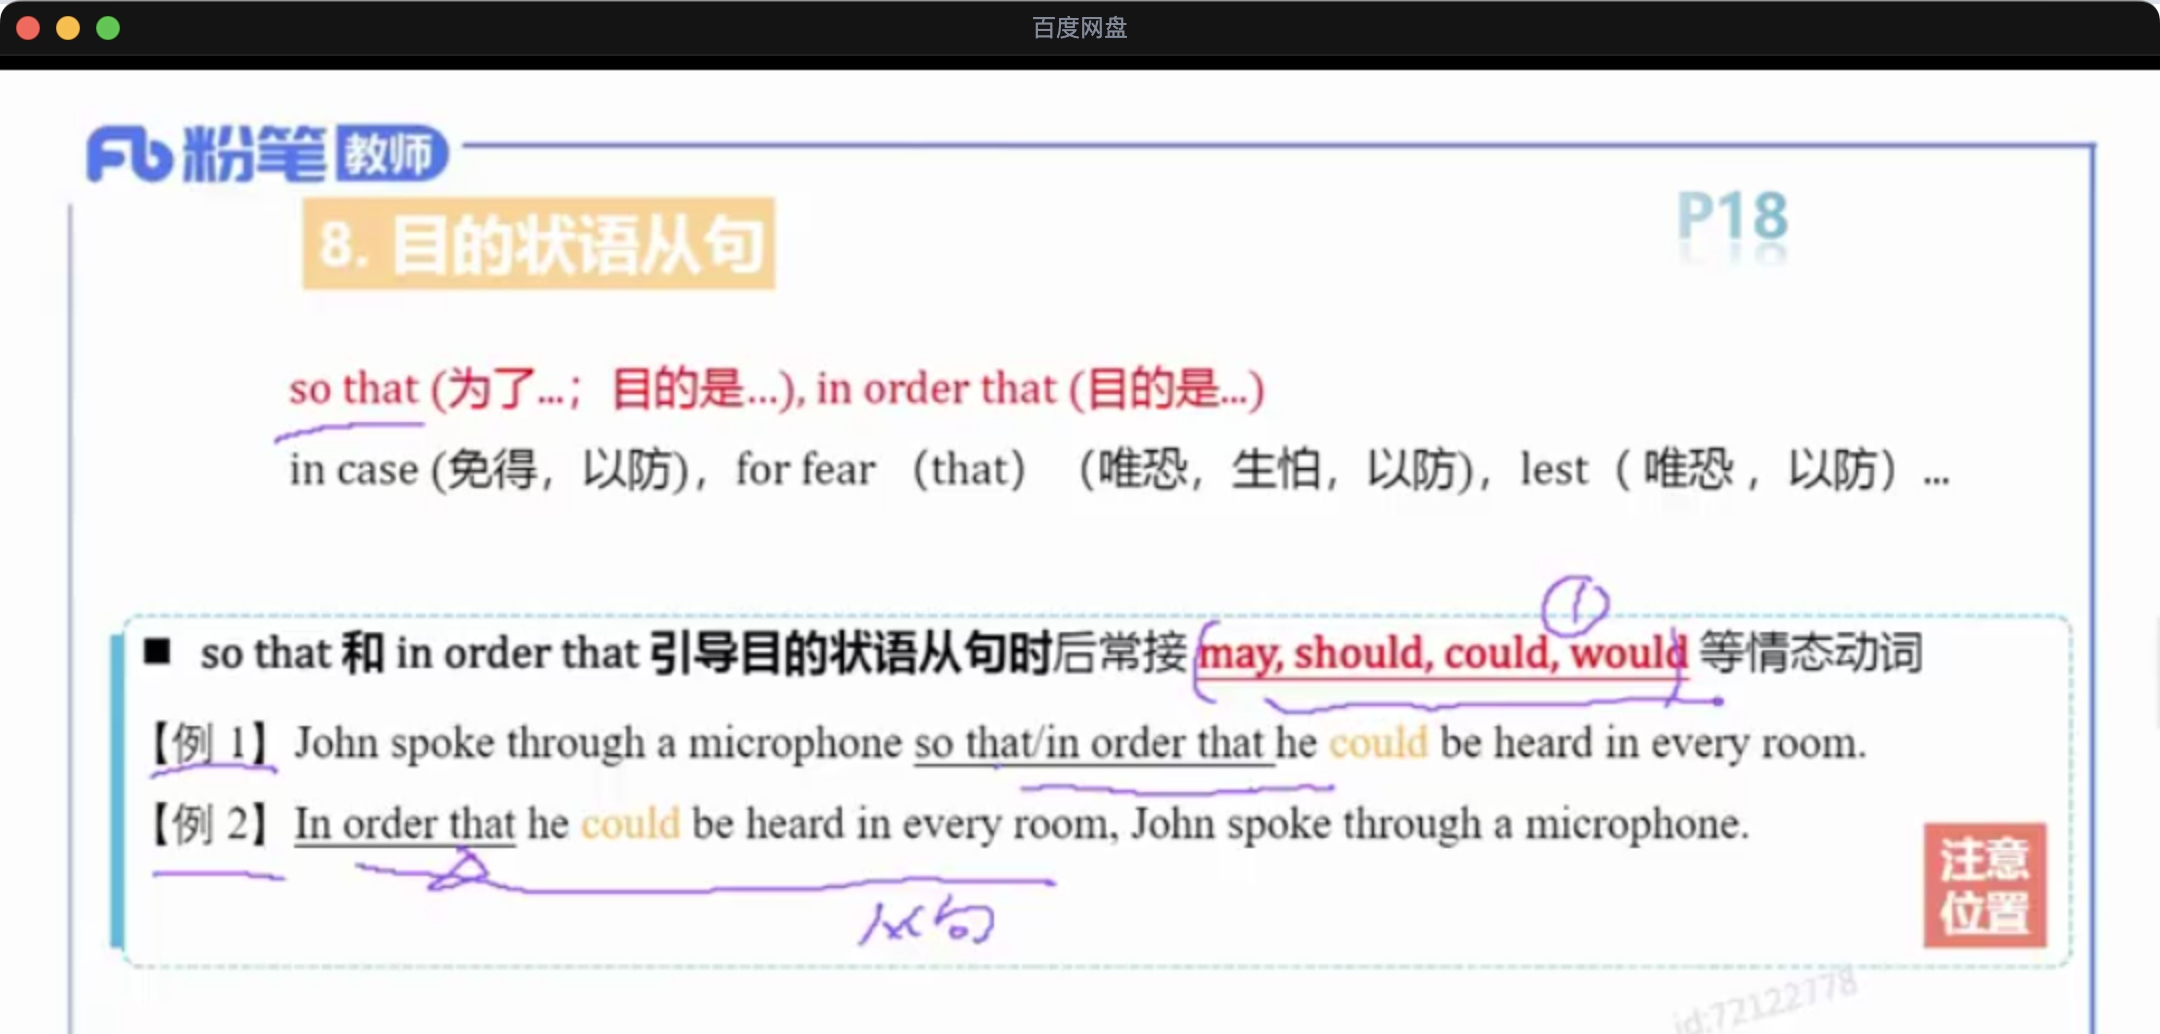 百度网盘
Fb 粉笔 教师
8. 目的状语从句
P18
so that (为了...；目的是...), in order that (目的是...)
in case (免得，以防)，for fear （that）（唯恐，生怕，以防)，lest（ 唯恐 ，以防）...
①
■ so that 和 in order that 引导目的状语从句时后常接 may, should, could, would 等情态动词
【例 1】John spoke through a microphone so that/in order that he could be heard in every room.
【例 2】In order that he could be heard in every room, John spoke through a microphone.
从句
注意
位置
id:72122778